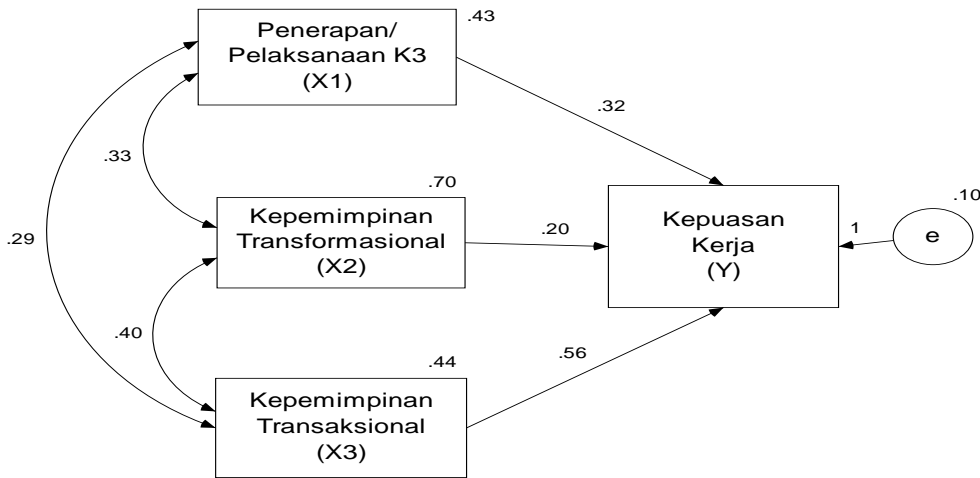 .43
Penerapan/
Pelaksanaan K3
(X1)
.32
.33
.70
.10
Kepemimpinan
Transformasional
(X2)
.20
Kepuasan
Kerja
(Y)
1
e
.29
.40
.44
.56
Kepemimpinan
Transaksional
(X3)